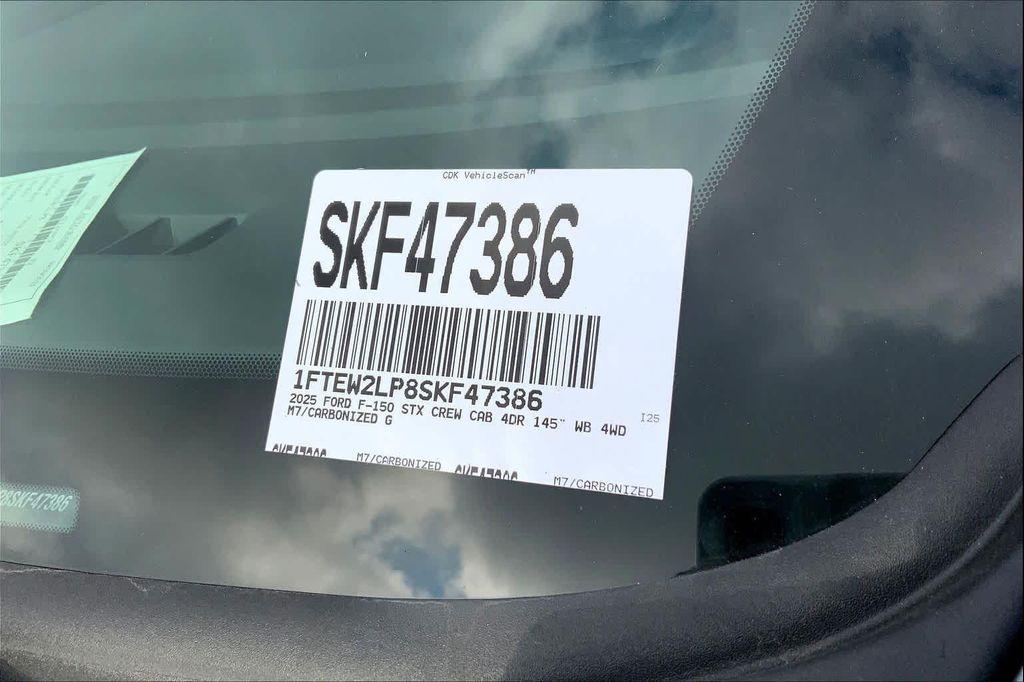 CDK VehicleScan™
SKF47386
1FTEW2LP8SKF47386
2025 FORD F-150 STX CREW CAB 4DR 145" WB 4WD
I25
M7/CARBONIZED G
M7/CARBONIZED
M7/CARBONIZED
8SKF47386